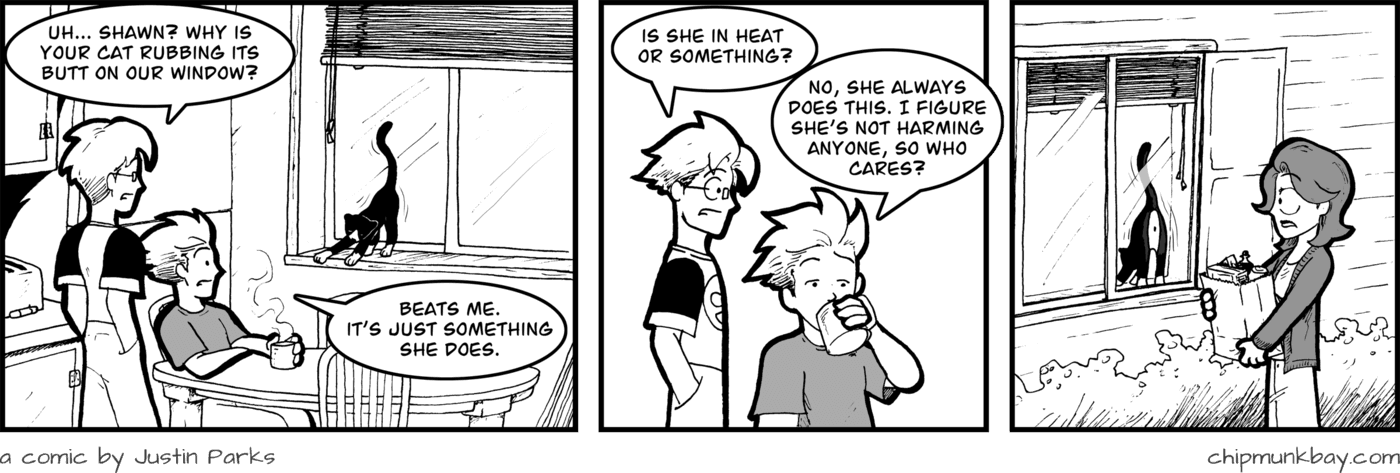 UH... SHAWN? WHY IS
YOUR CAT RUBBING ITS
BUTT ON OUR WINDOW?
BEATS ME.
IT'S JUST SOMETHING
SHE DOES.
IS SHE IN HEAT
OR SOMETHING?
NO, SHE ALWAYS
DOES THIS. I FIGURE
SHE'S NOT HARMING
ANYONE, SO WHO
CARES?
a comic by Justin Parks
chipmunkbay.com